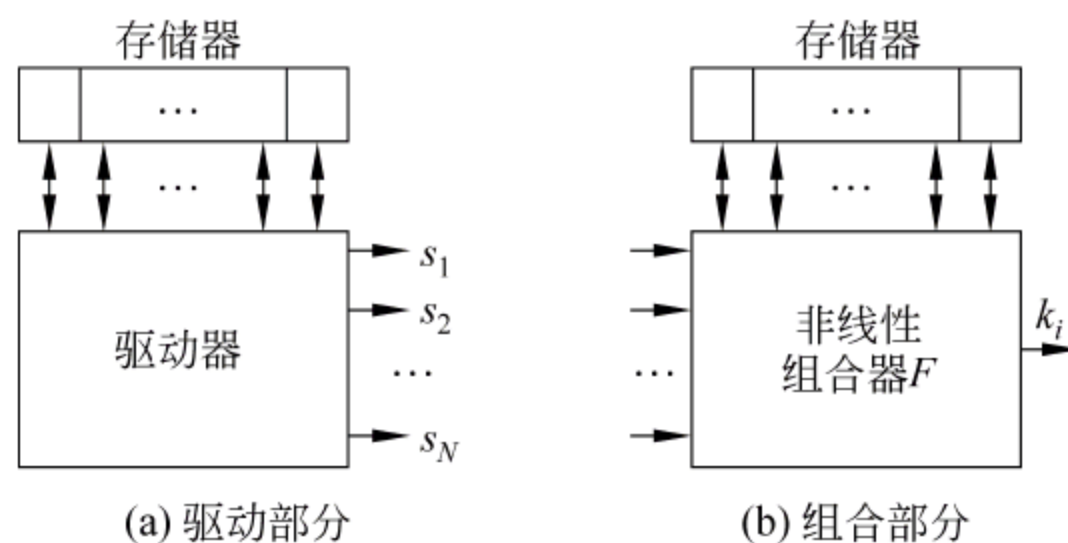 存储器
…
…
驱动器
s₁
s₂
…
s_N
(a) 驱动部分
存储器
…
…
…
非线性
组合器F
kᵢ
(b) 组合部分